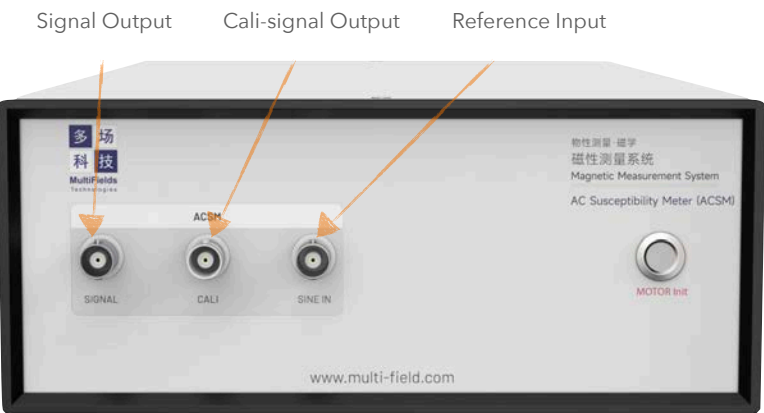 Signal Output Cali-signal Output Reference Input
多场
科技
MultiFields
Technologies
物性测量·磁学
磁性测量系统
Magnetic Measurement System
AC Susceptibility Meter (ACSM)
ACSM
SIGNAL CALI SINE IN
MOTOR Init
www.multi-field.com